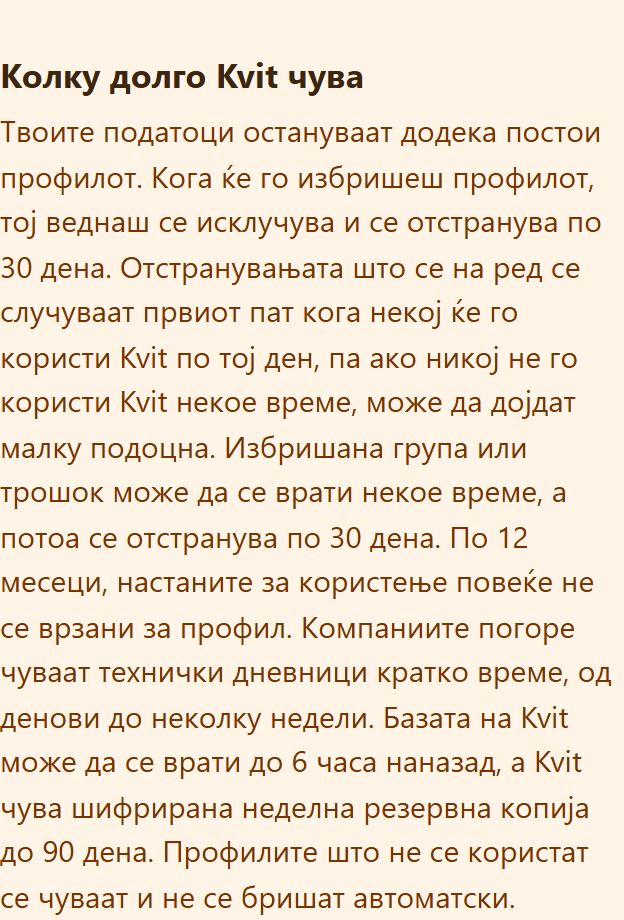 Колку долго Kvit чува
Твоите податоци остануваат додека постои
профилот. Кога ќе го избришеш профилот,
тој веднаш се исклучува и се отстранува по
30 дена. Отстранувањата што се на ред се
случуваат првиот пат кога некој ќе го
користи Kvit по тој ден, па ако никој не го
користи Kvit некое време, може да дојдат
малку подоцна. Избришана група или
трошок може да се врати некое време, а
потоа се отстранува по 30 дена. По 12
месеци, настаните за користење повеќе не
се врзани за профил. Компаниите погоре
чуваат технички дневници кратко време, од
денови до неколку недели. Базата на Kvit
може да се врати до 6 часа наназад, а Kvit
чува шифрирана неделна резервна копија
до 90 дена. Профилите што не се користат
се чуваат и не се бришат автоматски.